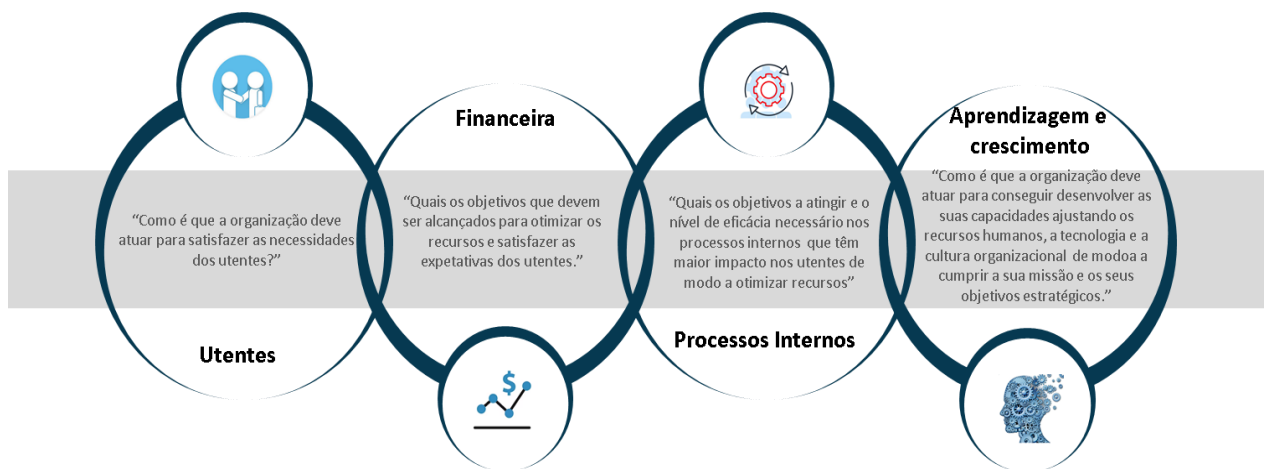 "Como é que a organização deve
atuar para satisfazer as necessidades
dos utentes?"
Utentes
Financeira
"Quais os objetivos que devem
ser alcançados para otimizar os
recursos e satisfazer as
expetativas dos utentes."
$
"Quais os objetivos a atingir e o
nível de eficácia necessário nos
processos internos que têm
maior impacto nos utentes de
modo a otimizar recursos"
Processos Internos
Aprendizagem e
crescimento
"Como é que a organização deve
atuar para conseguir desenvolver as
suas capacidades ajustando os
recursos humanos, a tecnologia e a
cultura organizacional de modoa a
cumprir a sua missão e os seus
objetivos estratégicos."